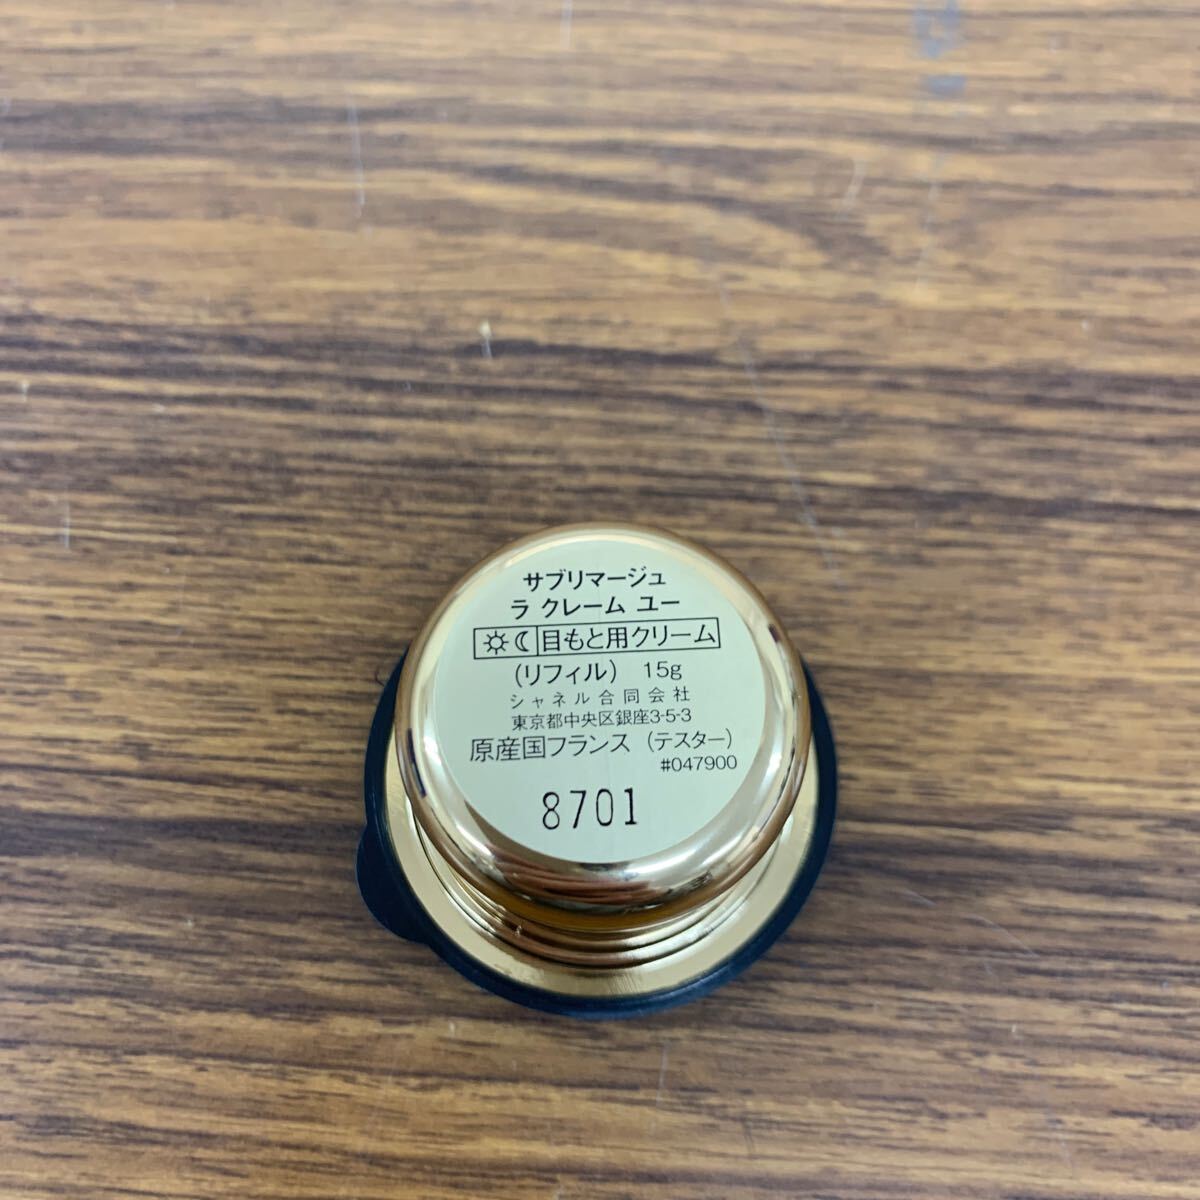 サブリマージュ
ラ クレーム ユー
目もと用クリーム
(リフィル) 15g
シャネル合同会社
東京都中央区銀座3-5-3
原産国フランス (テスター)
#047900
8701